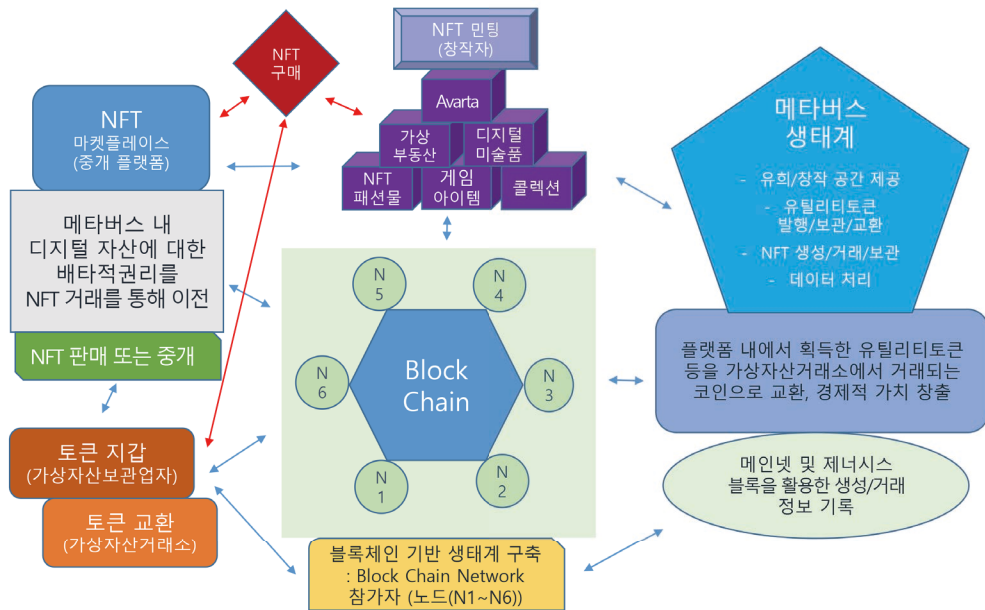 NFT 민팅
(창작자)
NFT
구매
Avarta
가상
부동산
디지털
미술품
NFT
패션물
게임
아이템
콜렉션
NFT
마켓플레이스
(중개 플랫폼)
메타버스 내
디지털 자산에 대한
배타적권리를
NFT 거래를 통해 이전
NFT 판매 또는 중개
토큰 지갑
(가상자산보관업자)
토큰 교환
(가상자산거래소)
N
5
N
4
N
6
Block
Chain
N
3
N
1
N
2
블록체인 기반 생태계 구축
: Block Chain Network
참가자 (노드(N1~N6))
메타버스
생태계
- 유희/창작 공간 제공
- 유틸리티토큰
발행/보관/교환
- NFT 생성/거래/보관
- 데이터 처리
플랫폼 내에서 획득한 유틸리티토큰
등을 가상자산거래소에서 거래되는
코인으로 교환, 경제적 가치 창출
메인넷 및 제너시스
블록을 활용한 생성/거래
정보 기록